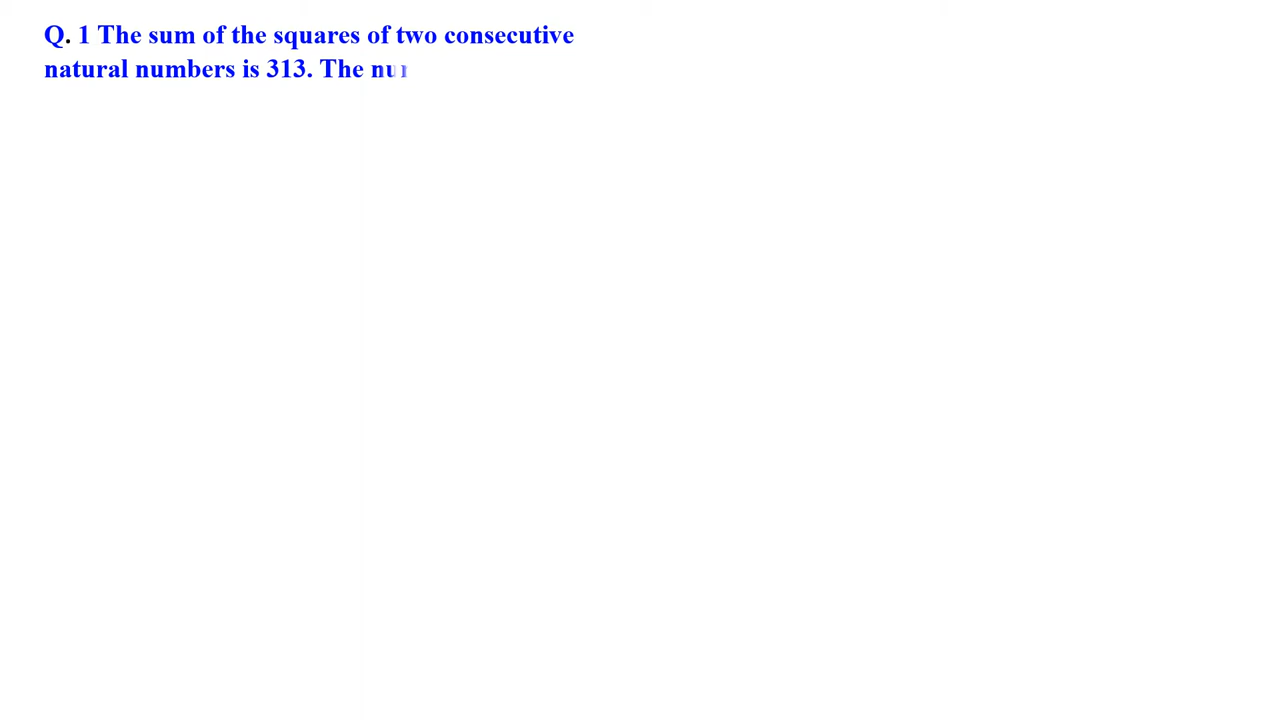 Q. 1 The sum of the squares of two consecutive
natural numbers is 313. The